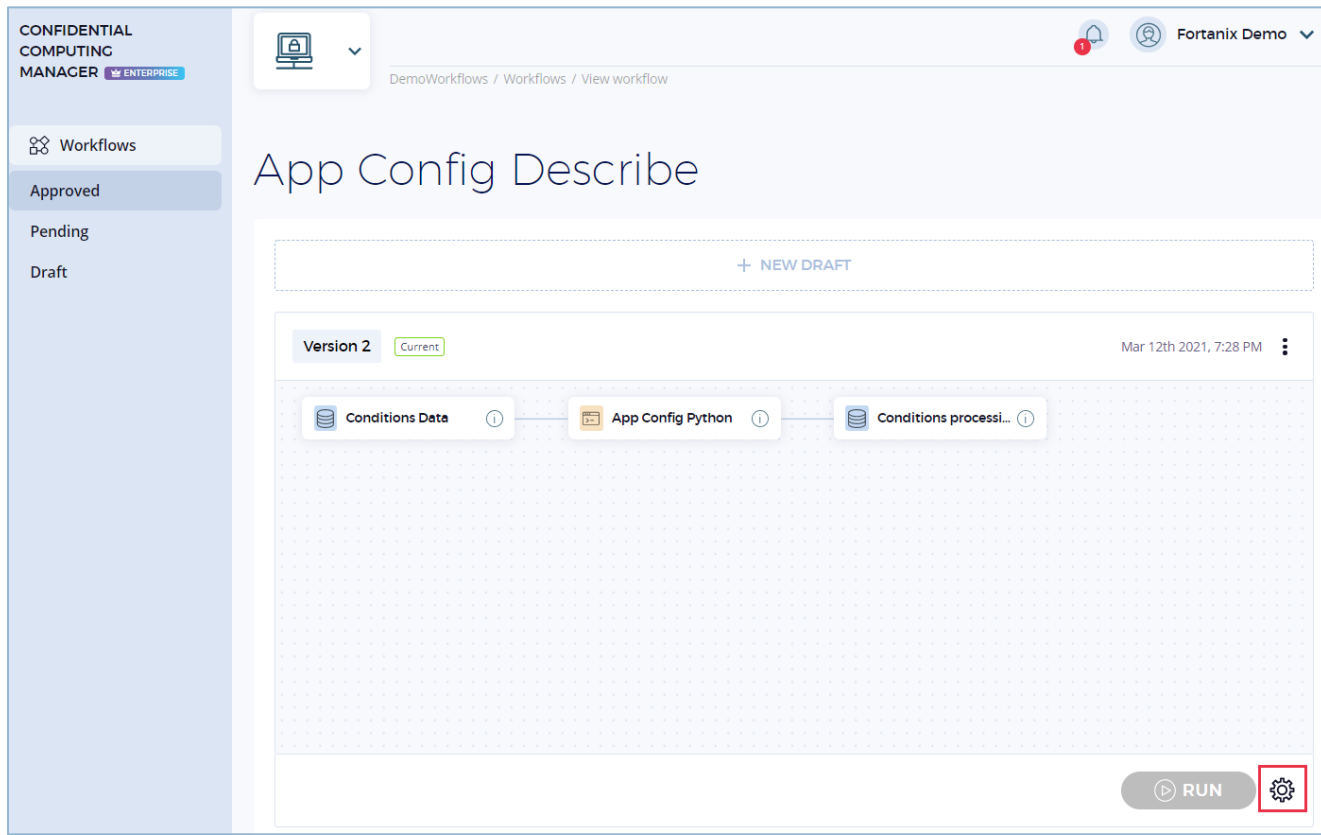 CONFIDENTIAL
COMPUTING
MANAGER ENTERPRISE
1
Fortanix Demo
DemoWorkflows / Workflows / View workflow
Workflows
Approved
Pending
Draft
App Config Describe
+ NEW DRAFT
Version 2 Current Mar 12th 2021, 7:28 PM
Conditions Data i App Config Python i Conditions processi... i
RUN